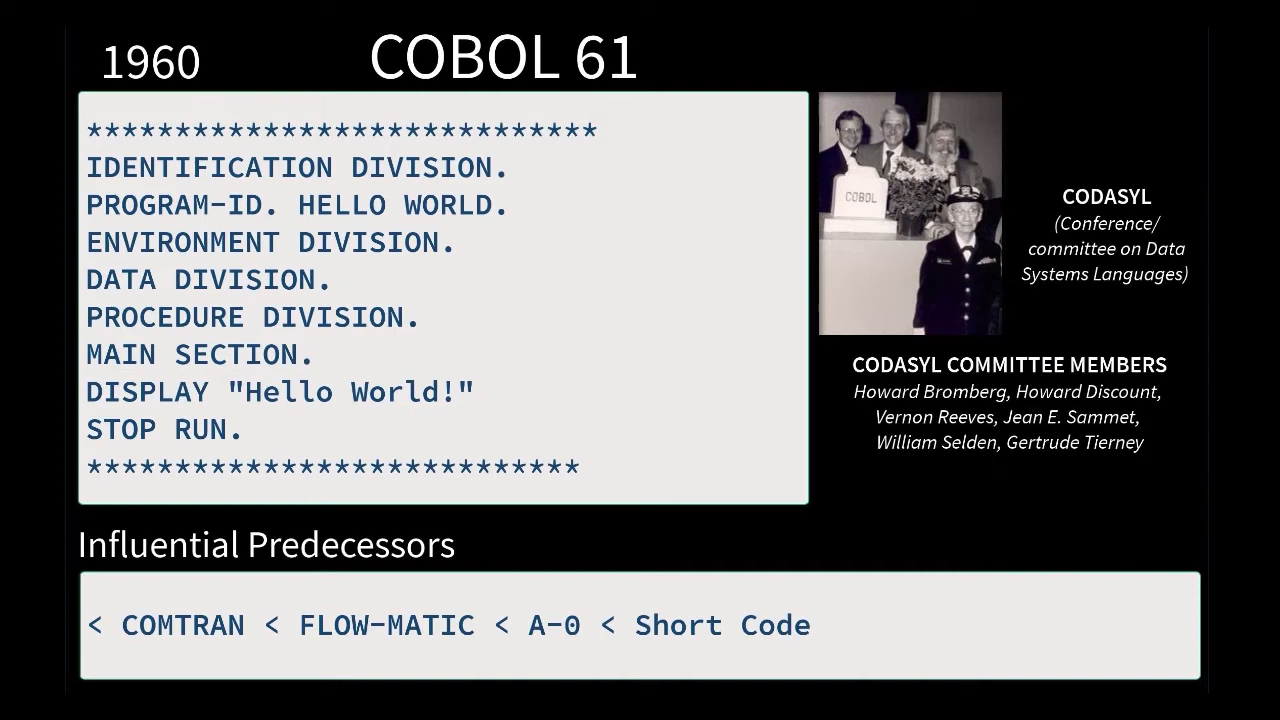 1960
COBOL 61
*****************************
IDENTIFICATION DIVISION.
PROGRAM-ID. HELLO WORLD.
ENVIRONMENT DIVISION.
DATA DIVISION.
PROCEDURE DIVISION.
MAIN SECTION.
DISPLAY "Hello World!"
STOP RUN.
****************************
COBOL
CODASYL
(Conference/
committee on Data
Systems Languages)
CODASYL COMMITTEE MEMBERS
Howard Bromberg, Howard Discount,
Vernon Reeves, Jean E. Sammet,
William Selden, Gertrude Tierney
Influential Predecessors
< COMTRAN < FLOW-MATIC < A-0 < Short Code